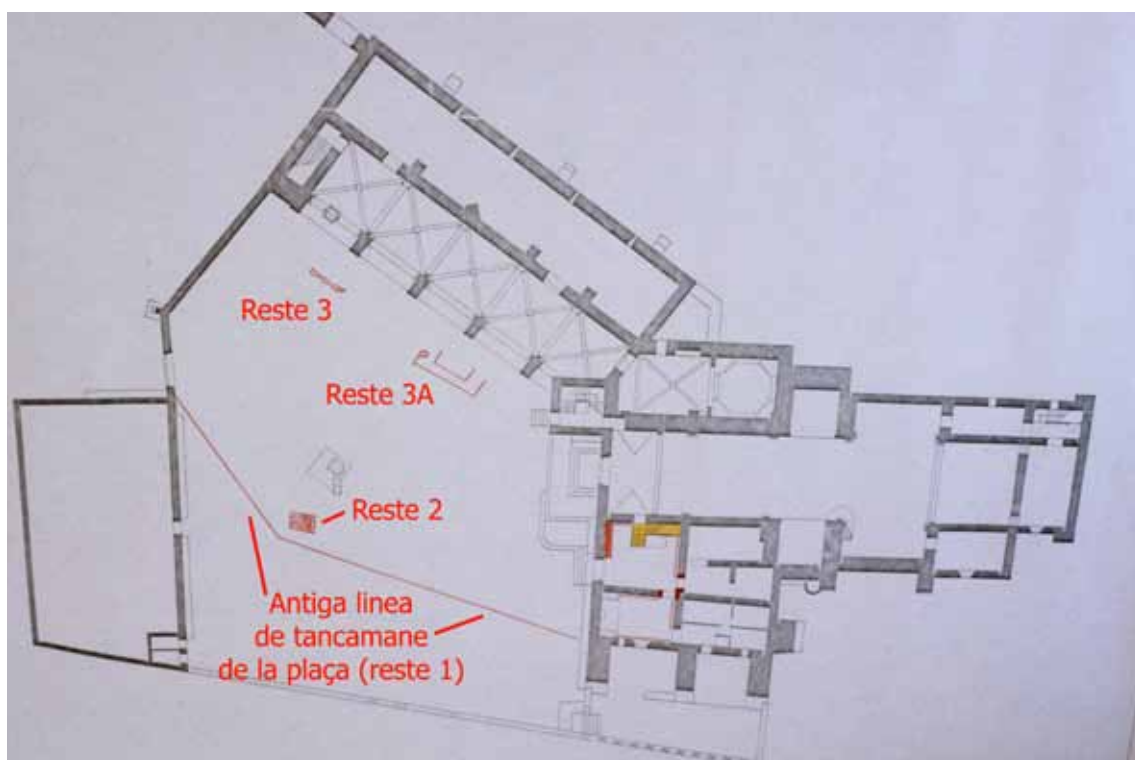 Reste 3
Reste 3A
Reste 2
Antiga linea
de tancamane
de la plaça (reste 1)